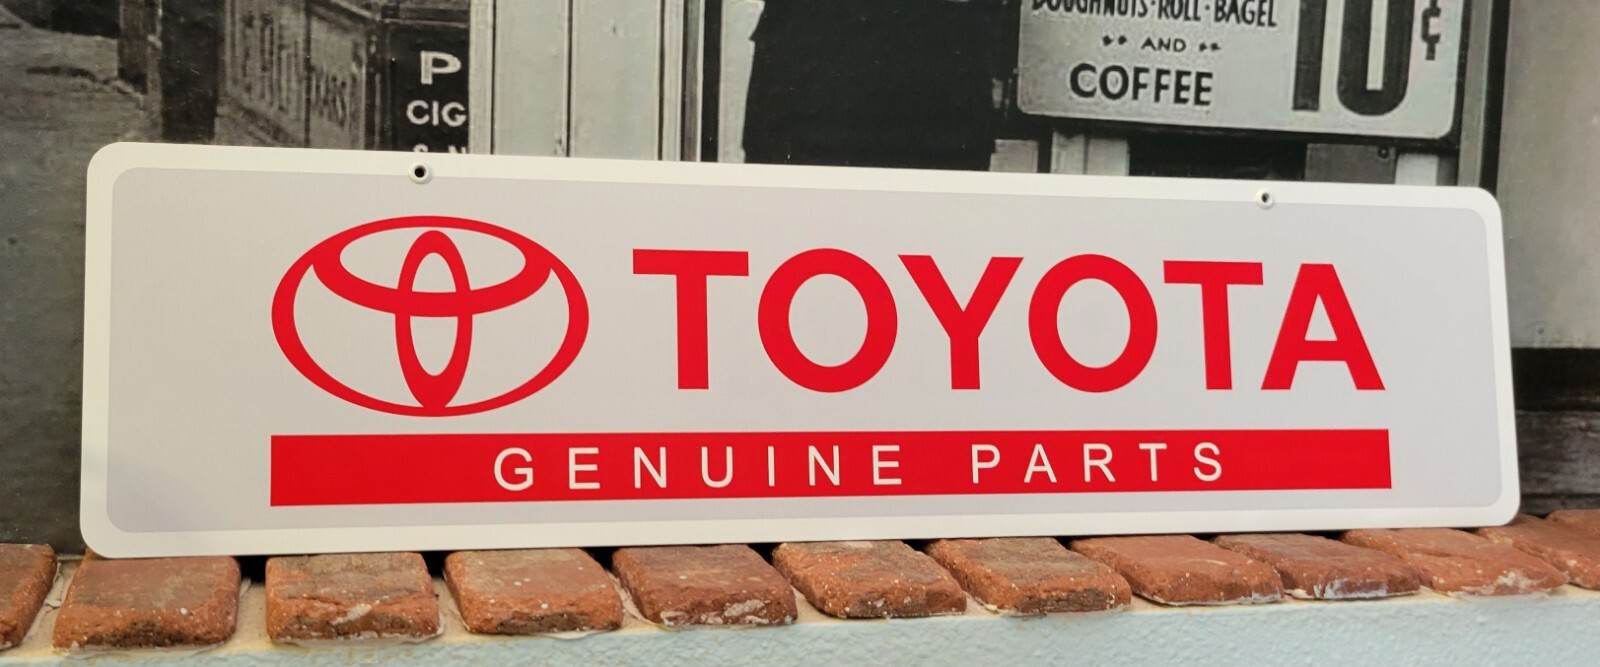 DOUGHNUTS·ROLL·BAGEL
AND
COFFEE
10¢
P
CIG
TOYOTA
GENUINE PARTS